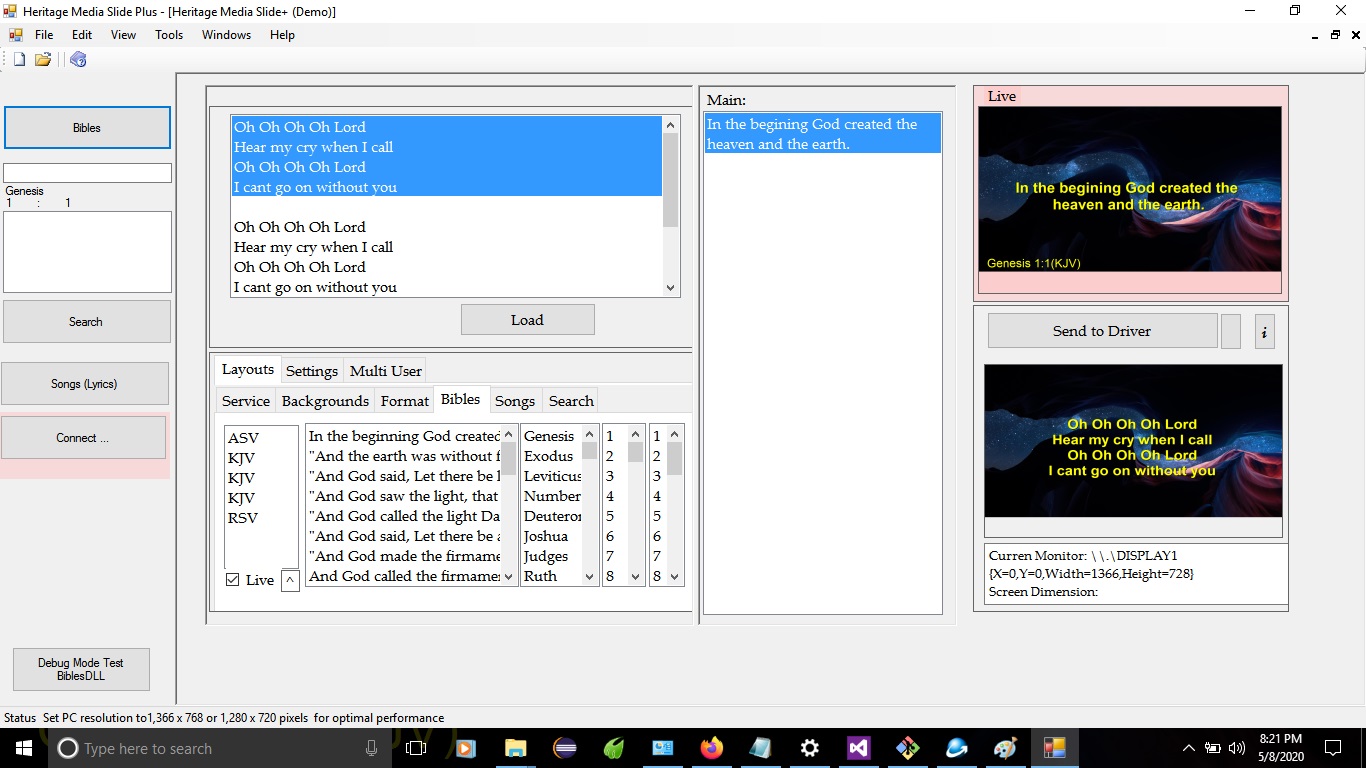 Heritage Media Slide Plus - [Heritage Media Slide+ (Demo)]
File Edit View Tools Windows Help
Bibles
Genesis
1 : 1
Search
Songs (Lyrics)
Connect ...
Debug Mode Test
BiblesDLL
Oh Oh Oh Oh Lord
Hear my cry when I call
Oh Oh Oh Oh Lord
I cant go on without you
Oh Oh Oh Oh Lord
Hear my cry when I call
Oh Oh Oh Oh Lord
I cant go on without you
Load
Layouts Settings Multi User
Service Backgrounds Format Bibles Songs Search
ASV
KJV
KJV
KJV
RSV
Live ^
In the beginning God created
"And the earth was without f
"And God said, Let there be l
"And God saw the light, that
"And God called the light Da
"And God said, Let there be a
"And God made the firmame
And God called the firmamen
Genesis
Exodus
Leviticus
Number
Deuteron
Joshua
Judges
Ruth
1
2
3
4
5
6
7
8
1
2
3
4
5
6
7
8
Main:
In the begining God created the
heaven and the earth.
Live
In the begining God created the
heaven and the earth.
Genesis 1:1(KJV)
Send to Driver
i
Oh Oh Oh Oh Lord
Hear my cry when I call
Oh Oh Oh Oh Lord
I cant go on without you
Curren Monitor: \\.\DISPLAY1
{X=0,Y=0,Width=1366,Height=728}
Screen Dimension:
Status Set PC resolution to1,366 x 768 or 1,280 x 720 pixels for optimal performance
Type here to search
8:21 PM
5/8/2020